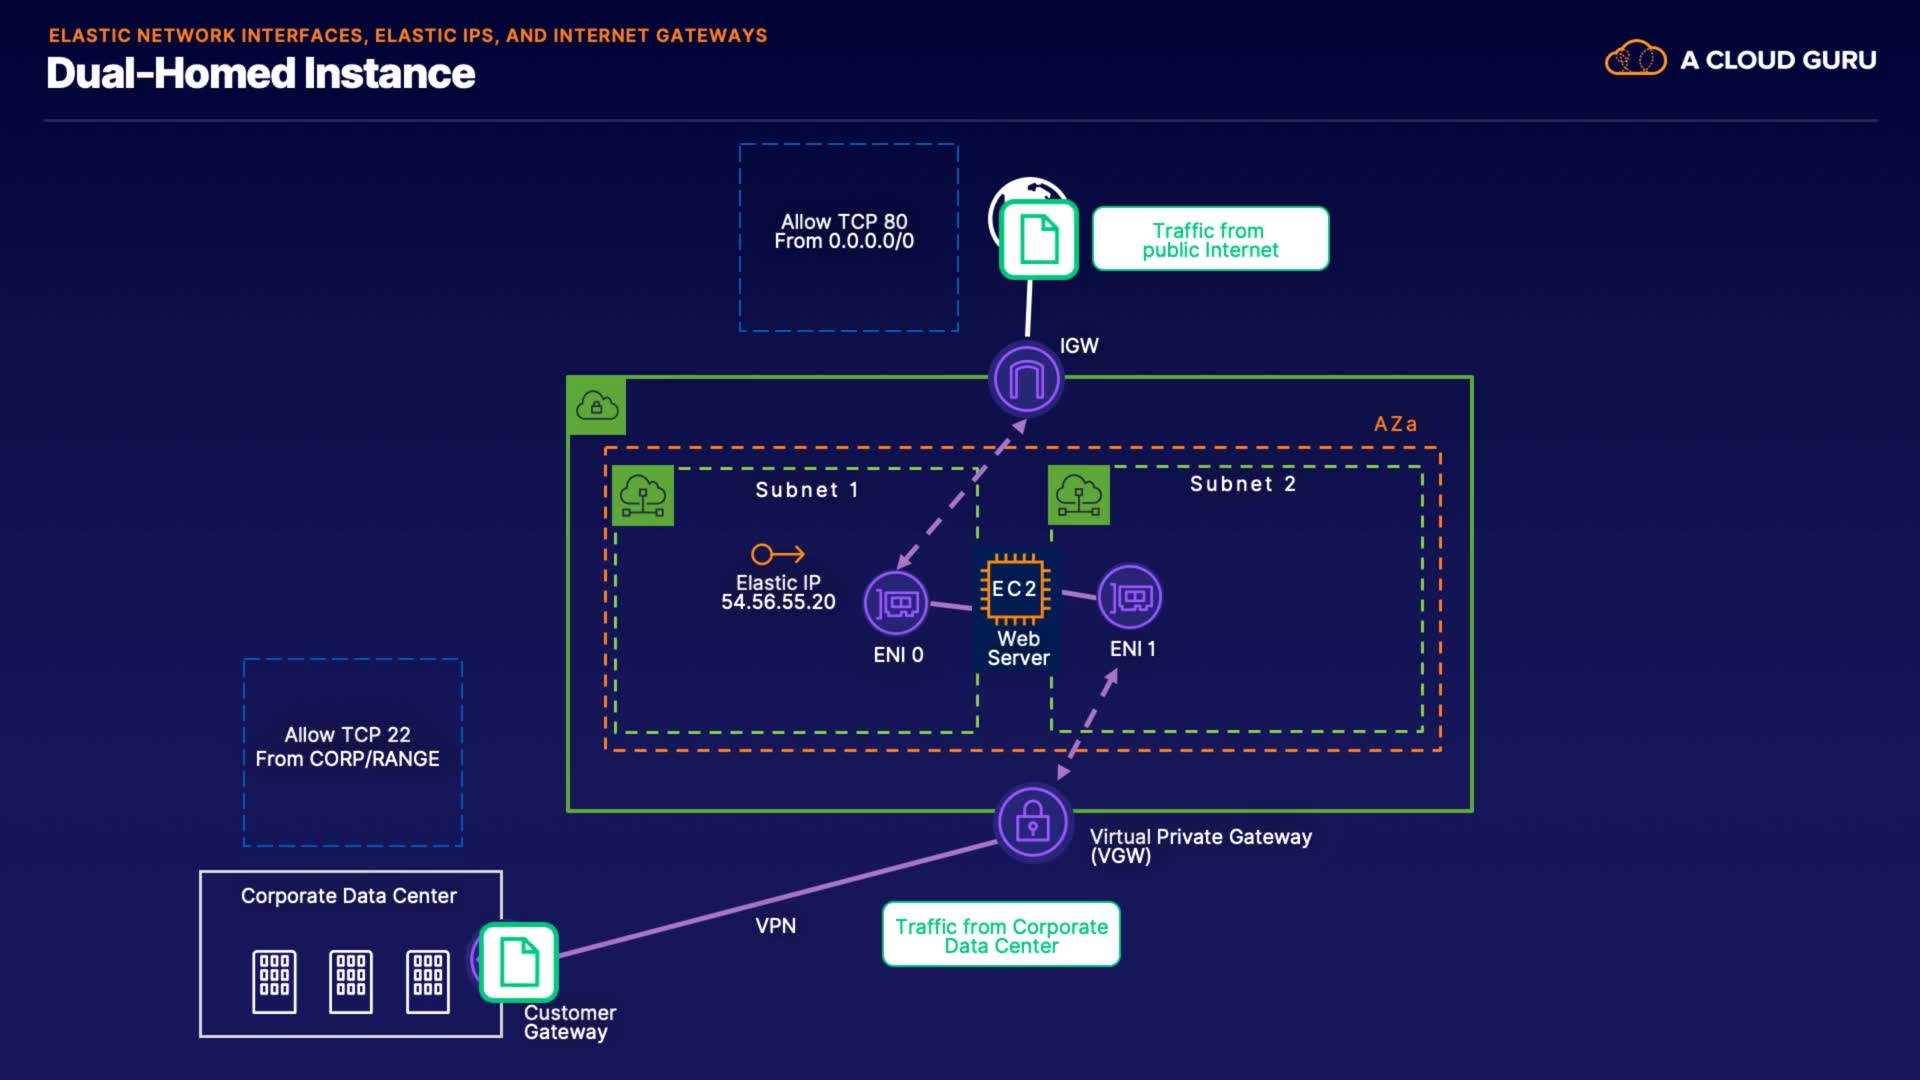 ELASTIC NETWORK INTERFACES, ELASTIC IPS, AND INTERNET GATEWAYS
Dual-Homed Instance
A CLOUD GURU
Allow TCP 80
From 0.0.0.0/0
Traffic from
public Internet
IGW
AZa
Subnet 1
Subnet 2
Elastic IP
54.56.55.20
ENI 0
EC2
Web
Server
ENI 1
Allow TCP 22
From CORP/RANGE
Virtual Private Gateway
(VGW)
Corporate Data Center
VPN
Traffic from Corporate
Data Center
Customer
Gateway